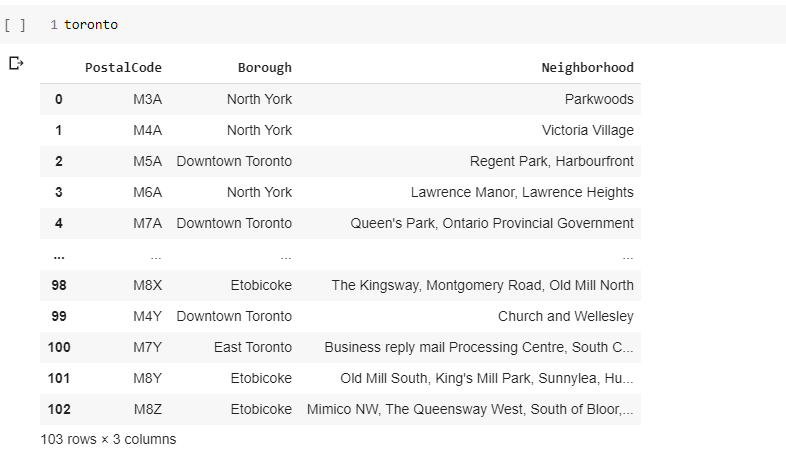 [ ] 1 toronto
PostalCode Borough Neighborhood
0 M3A North York Parkwoods
1 M4A North York Victoria Village
2 M5A Downtown Toronto Regent Park, Harbourfront
3 M6A North York Lawrence Manor, Lawrence Heights
4 M7A Downtown Toronto Queen's Park, Ontario Provincial Government
... ... ... ...
98 M8X Etobicoke The Kingsway, Montgomery Road, Old Mill North
99 M4Y Downtown Toronto Church and Wellesley
100 M7Y East Toronto Business reply mail Processing Centre, South C...
101 M8Y Etobicoke Old Mill South, King's Mill Park, Sunnylea, Hu...
102 M8Z Etobicoke Mimico NW, The Queensway West, South of Bloor,...
103 rows × 3 columns